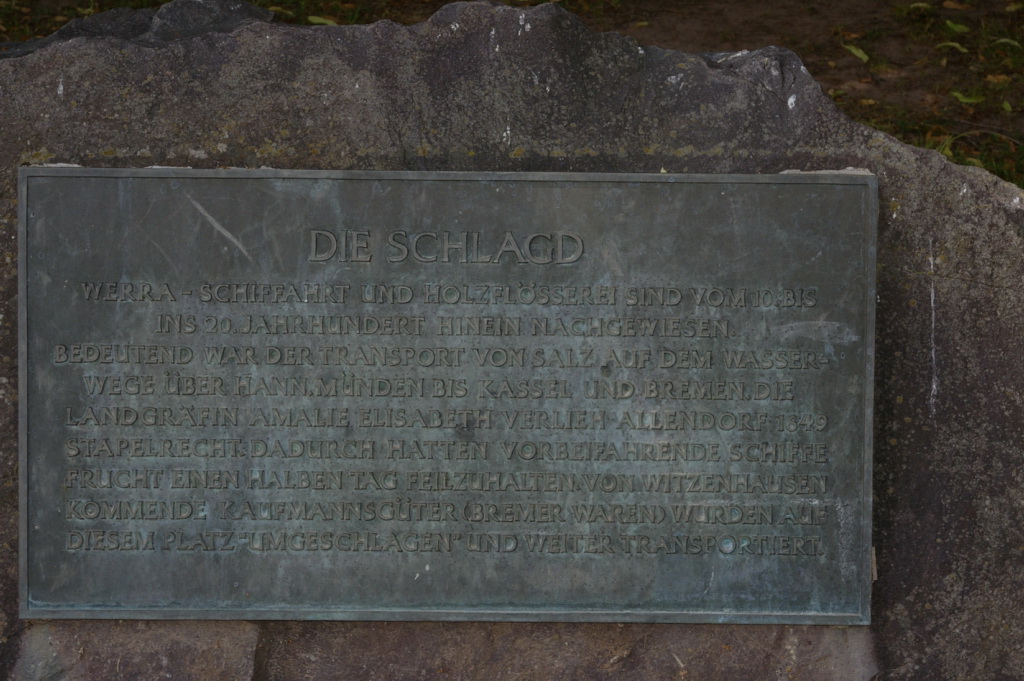 DIE SCHLAGD
WERRA-SCHIFFAHRT UND HOLZFLÖSSEREI SIND VOM 10. BIS
INS 20. JAHRHUNDERT HINEIN NACHGEWIESEN.
BEDEUTEND WAR DER TRANSPORT VON SALZ AUF DEM WASSER-
WEGE ÜBER HANN. MÜNDEN BIS KASSEL UND BREMEN. DIE
LANDGRÄFIN AMALIE ELISABETH VERLIEH ALLENDORF
STAPELRECHT. DADURCH HATTEN VORBEIFAHRENDE SCHIFFE
FRUCHT EINEN HALBEN TAG FEILZUHALTEN. VON WITZENHAUSEN
KOMMENDE KAUFMANNSGÜTER (BREMER WAREN) WURDEN AUF
DIESEM PLATZ "UMGESCHLAGEN" UND WEITER TRANSPORTIERT.